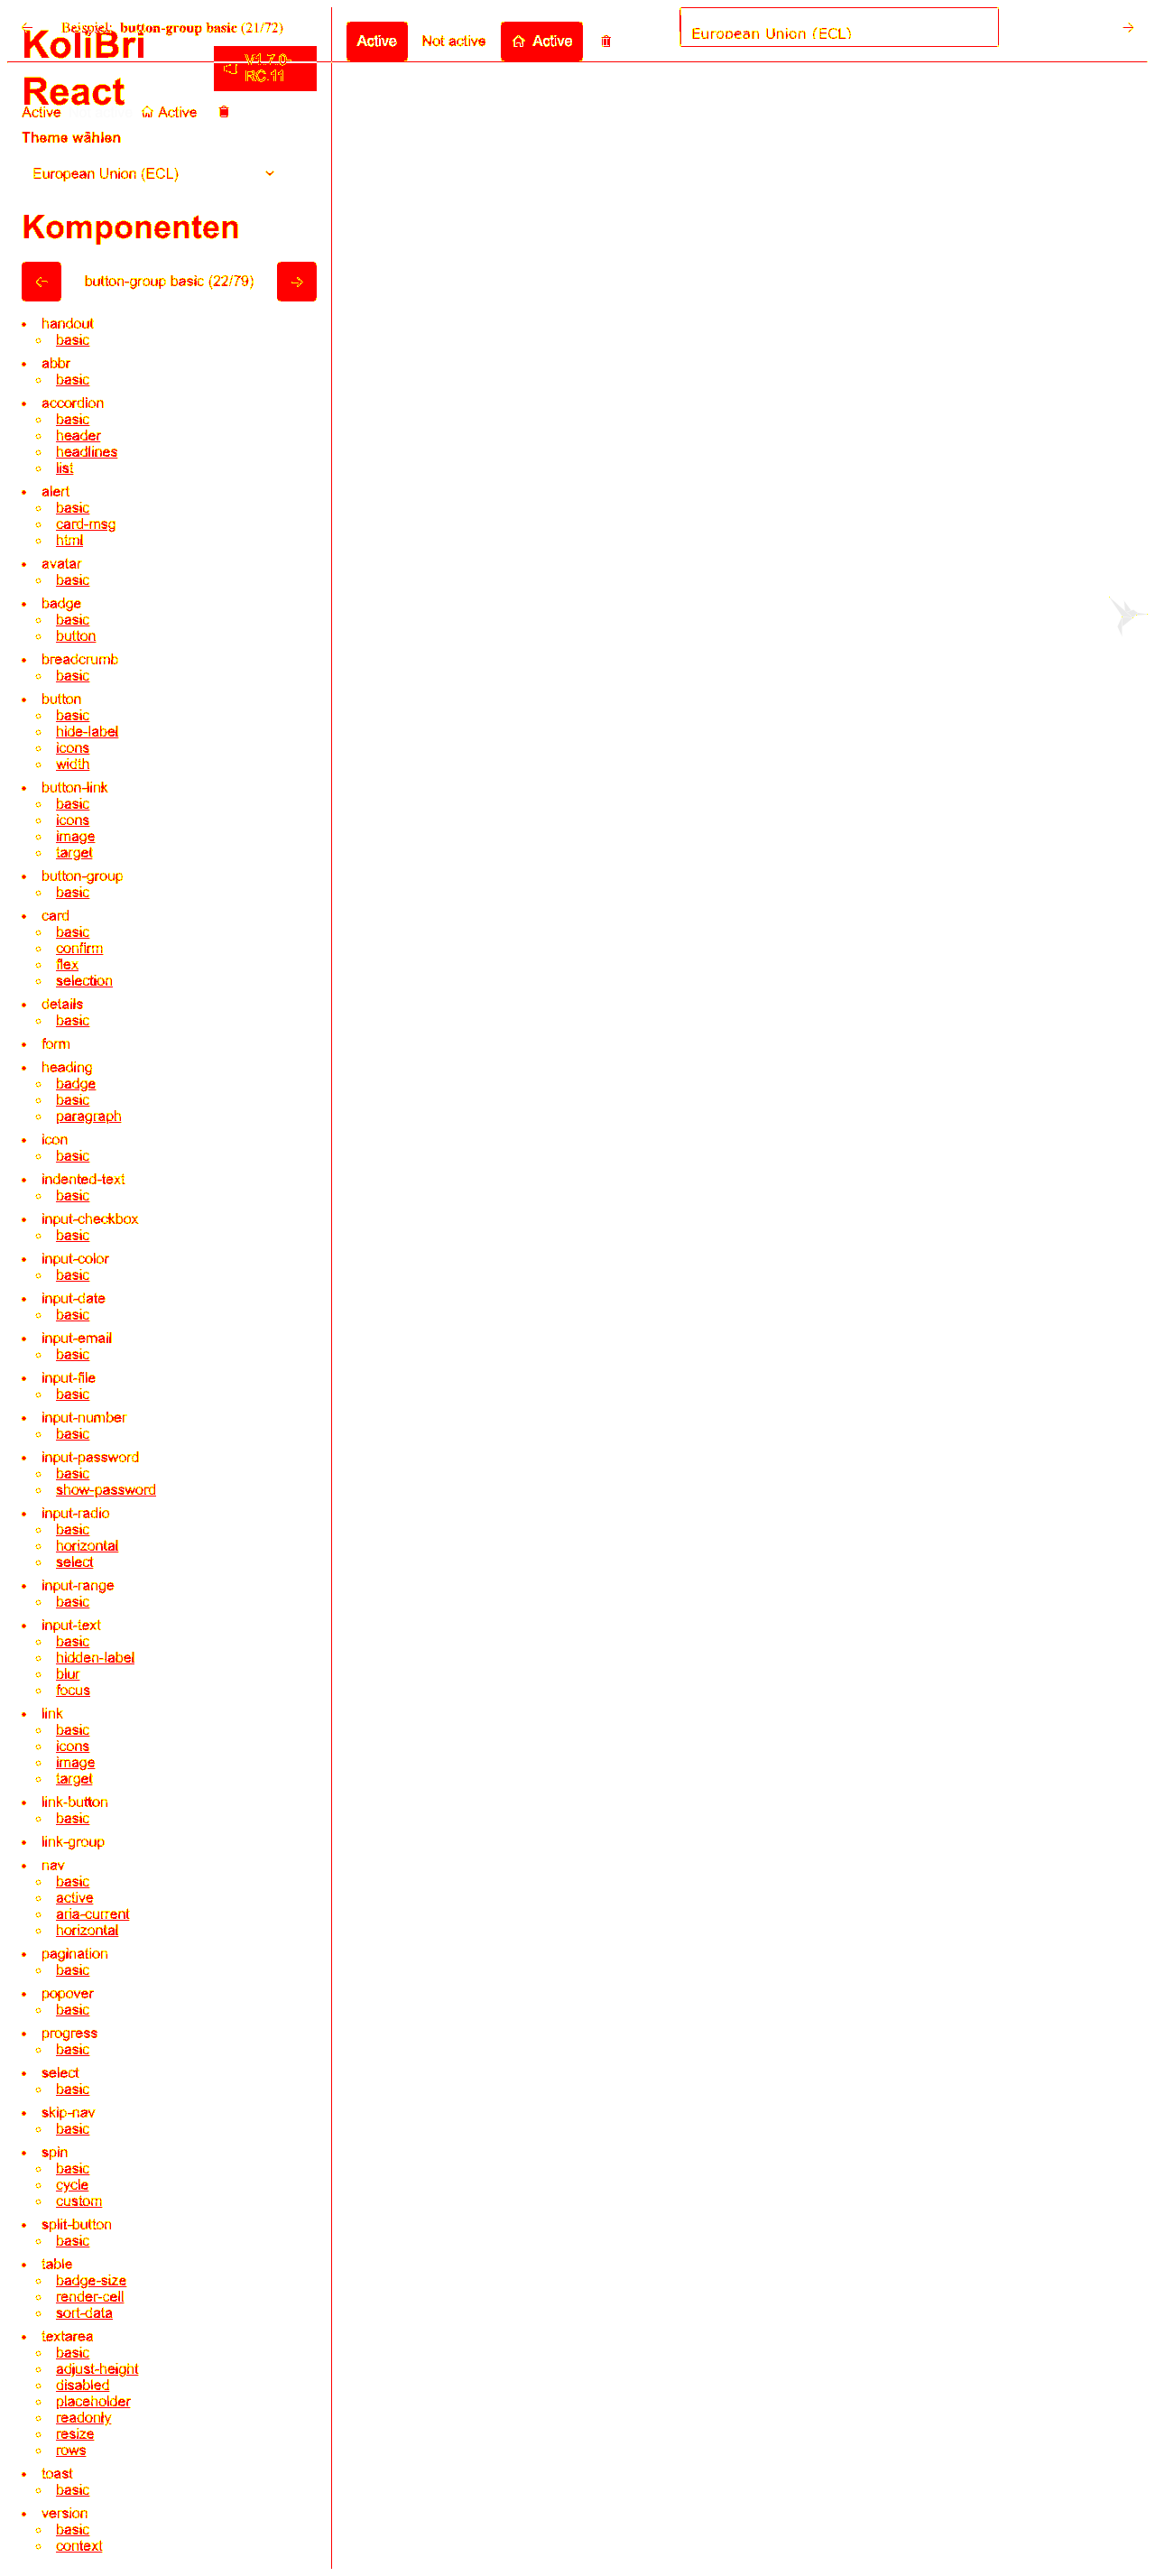 Beispiel: button-group basic (21/72)
KoliBri
React
V1.7.0-
RC.11
Active Not active Active
European Union (ECL)
Active Active
Theme wählen
European Union (ECL)
Komponenten
button-group basic (22/79)
handout
basic
abbr
basic
accordion
basic
header
headlines
list
alert
basic
card-msg
html
avatar
basic
badge
basic
button
breadcrumb
basic
button
basic
hide-label
icons
width
button-link
basic
icons
image
target
button-group
basic
card
basic
confirm
flex
selection
details
basic
form
heading
badge
basic
paragraph
icon
basic
indented-text
basic
input-checkbox
basic
input-color
basic
input-date
basic
input-email
basic
input-file
basic
input-number
basic
input-password
basic
show-password
input-radio
basic
horizontal
select
input-range
basic
input-text
basic
hidden-label
blur
focus
link
basic
icons
image
target
link-button
basic
link-group
nav
basic
active
aria-current
horizontal
pagination
basic
popover
basic
progress
basic
select
basic
skip-nav
basic
spin
basic
cycle
custom
split-button
basic
table
badge-size
render-cell
sort-data
textarea
basic
adjust-height
disabled
placeholder
readonly
resize
rows
toast
basic
version
basic
context